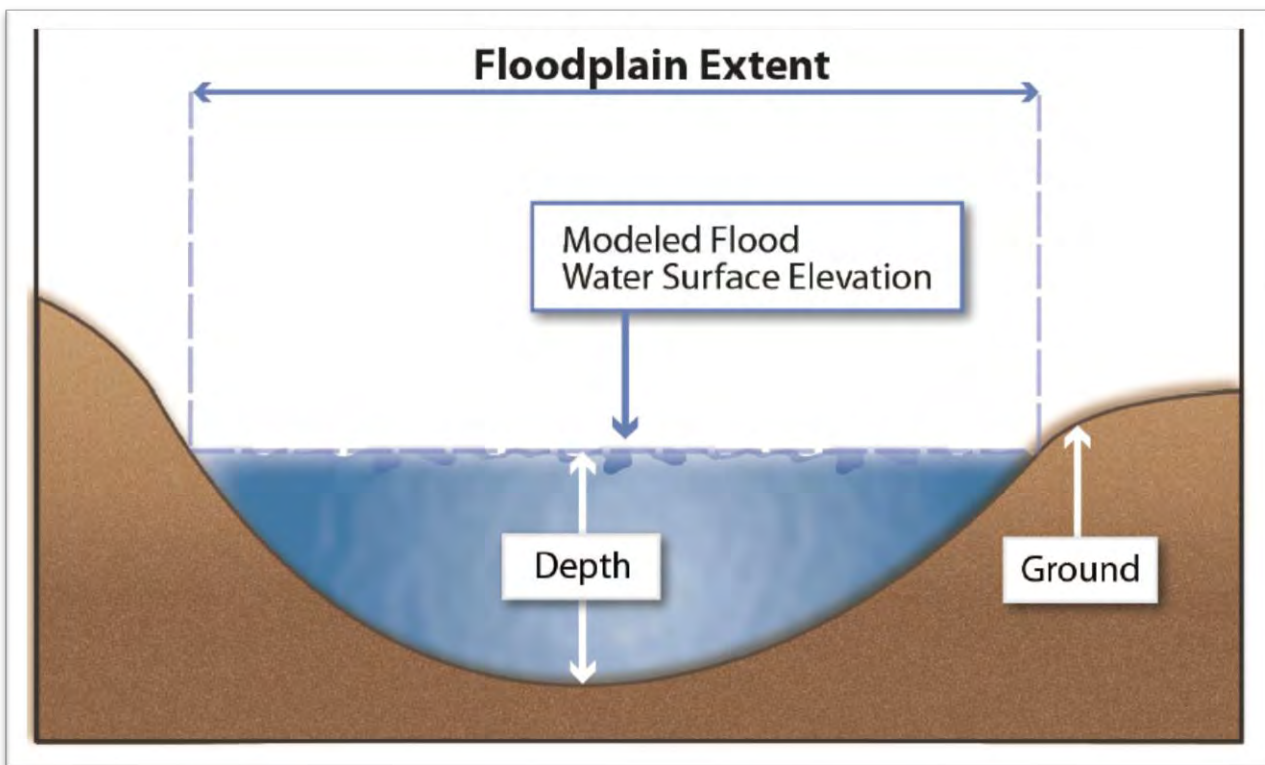 Floodplain Extent
Modeled Flood
Water Surface Elevation
Depth
Ground